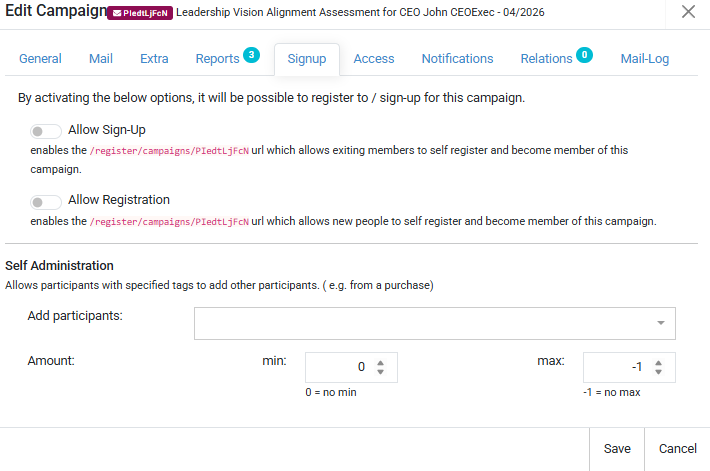 Edit Campaign PIedtLjFcN Leadership Vision Alignment Assessment for CEO John CEOExec - 04/2026
General Mail Extra Reports 3 Signup Access Notifications Relations 0 Mail-Log
By activating the below options, it will be possible to register to / sign-up for this campaign.
Allow Sign-Up
enables the /register/campaigns/PIedtLjFcN url which allows exiting members to self register and become member of this
campaign.
Allow Registration
enables the /register/campaigns/PIedtLjFcN url which allows new people to self register and become member of this campaign.
Self Administration
Allows participants with specified tags to add other participants. ( e.g. from a purchase)
Add participants:
Amount: min: 0 max: -1
0 = no min -1 = no max
Save Cancel